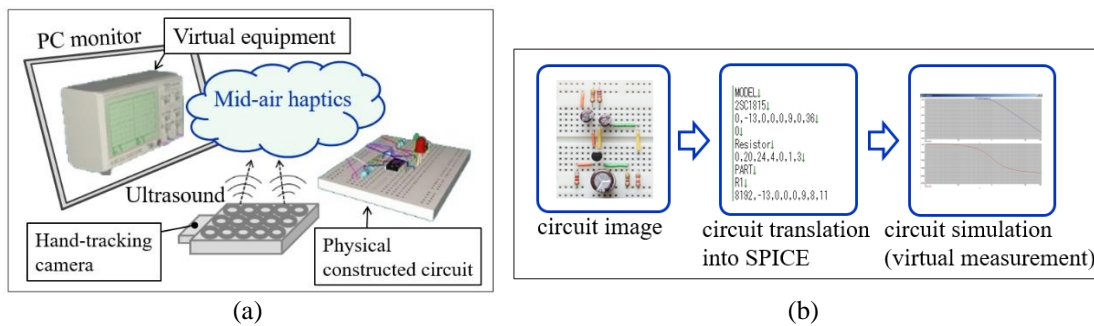 PC monitor
Virtual equipment
Mid-air haptics
Ultrasound
Hand-tracking
camera
Physical
constructed circuit
(a)
MODEL↓
2SC1815↓
0,-13,0,0,0,9,0,36↓
0↓
Resistor↓
0,20,24,4,0,1,3↓
PART↓
R1↓
8192,-13,0,0,0,9,8,11
circuit image
circuit translation
into SPICE
circuit simulation
(virtual measurement)
(b)